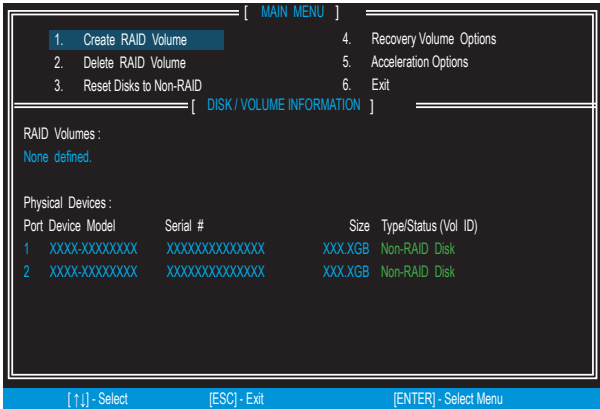 [ MAIN MENU ]
1. Create RAID Volume 4. Recovery Volume Options
2. Delete RAID Volume 5. Acceleration Options
3. Reset Disks to Non-RAID 6. Exit
[ DISK / VOLUME INFORMATION ]
RAID Volumes :
None defined.
Physical Devices :
Port Device Model Serial # Size Type/Status (Vol ID)
1 XXXX-XXXXXXXX XXXXXXXXXXXXXX XXX.XGB Non-RAID Disk
2 XXXX-XXXXXXXX XXXXXXXXXXXXXX XXX.XGB Non-RAID Disk
[ ↑↓] - Select [ESC] - Exit [ENTER] - Select Menu